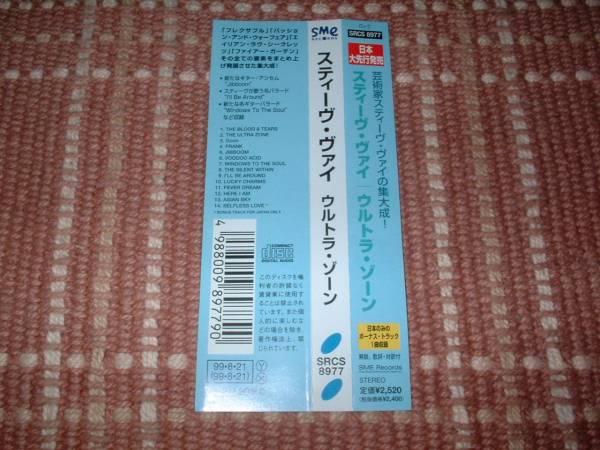 「フレクサブル」「パッショ
ン・アンド・ウォーフェア」「エイ
リアン・ラヴ・シークレッ
ツ」「ファイアー・ガーデン」
その全ての要素をまとめ上
げ発展させた集大成!
• 新たなギター・アンセム
"Jibboom"
• スティーヴが歌う名バラード
"I'll Be Around"
• 新たな名ギター・バラード
"Windows To The Soul"
など収録
1. THE BLOOD & TEARS
2. THE ULTRA ZONE
3. Oooo
4. FRANK
5. JIBBOOM
6. VOODOO ACID
7. WINDOWS TO THE SOUL
8. THE SILENT WITHIN
9. I'LL BE AROUND
10. LUCKY CHARMS
11. FEVER DREAM
12. HERE I AM
13. ASIAN SKY
14. SELFLESS LOVE *
* BONUS TRACK FOR JAPAN ONLY
4 988009 897790
COMPACT
disc
DIGITAL AUDIO
このディスクを権
利者の許諾なく
賃貸業に使用す
ることは禁止され
ています。また個
人的に楽しむな
どの場合を除き、
著作権法上、禁
じられています。
99・8・21
(99・8・21)
Y
X
SMe
スティーヴ・ヴァイ ウルトラ・ゾーン
SRCS
8977
SRCS 8977
日本
大先行発売
芸術家スティーヴ・ヴァイの集大成!
スティーヴ・ヴァイ ウルトラ・ゾーン
日本のみの
ボーナス・トラック
1曲収録
解説、歌詞・対訳付
SME Records
STEREO
定価¥2,520
(税抜価格¥2,400)